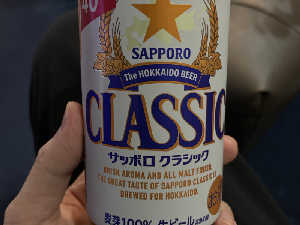 40
SAPPORO
The HOKKAIDO BEER
CLASSIC
サッポロ クラシック
RICH AROMA AND ALL MALT FINISH,
THE GREAT TASTE OF SAPPORO CLASSIC IS
BREWED FOR HOKKAIDO.
麦芽100% 生ビール